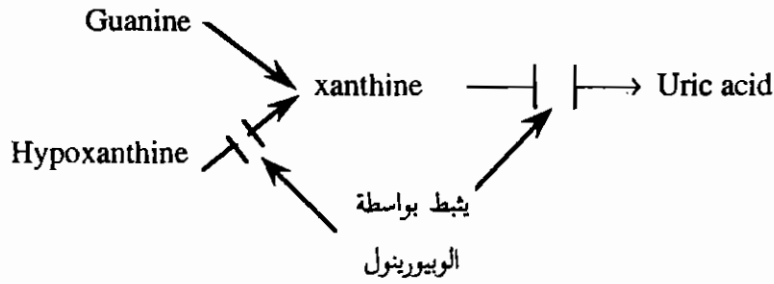 Guanine
xanthine
Uric acid
Hypoxanthine
يثبط بواسطة
الوبيورينول